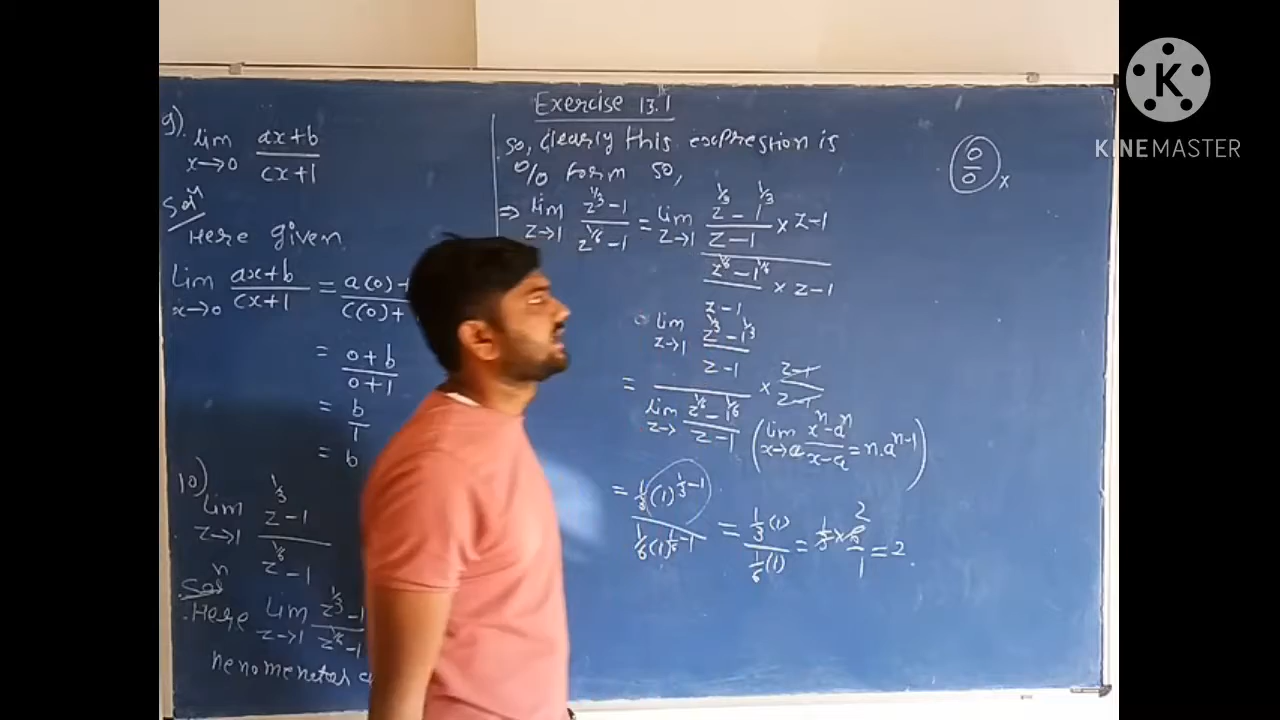 Exercise 13.1
9) lim x→0 (ax+b)/(cx+1)
Solⁿ
Here given
lim x→0 (ax+b)/(cx+1) = a(0)+
c(0)+
= (0+b)/(0+1)
= b/1
= b
10) lim z→1 (z^1/3 - 1)/(z^1/6 - 1)
Solⁿ
Here lim z→1 (z^1/3 - 1)/(z^1/6 - 1)
so, clearly this expression is
0/0 form so,
⇒ lim z→1 (z^1/3 - 1)/(z^1/6 - 1) = lim z→1 ((z^1/3 - 1^1/3)/(z-1) × z-1)/((z^1/6 - 1^1/6)/(z-1) × z-1)
= (lim z→1 (z^1/3 - 1^1/3)/(z-1))/(lim z→ (z^1/6 - 1^1/6)/(z-1)) × (z-1)/(z-1)
(lim x→a (xⁿ-aⁿ)/(x-a) = n.a^n-1)
= (1/3 (1)^1/3-1)/(1/6 (1)^1/6-1) = (1/3 (1))/(1/6 (1)) = 1/3 × 6/1 = 2
2
0/0 x
K
KINEMASTER